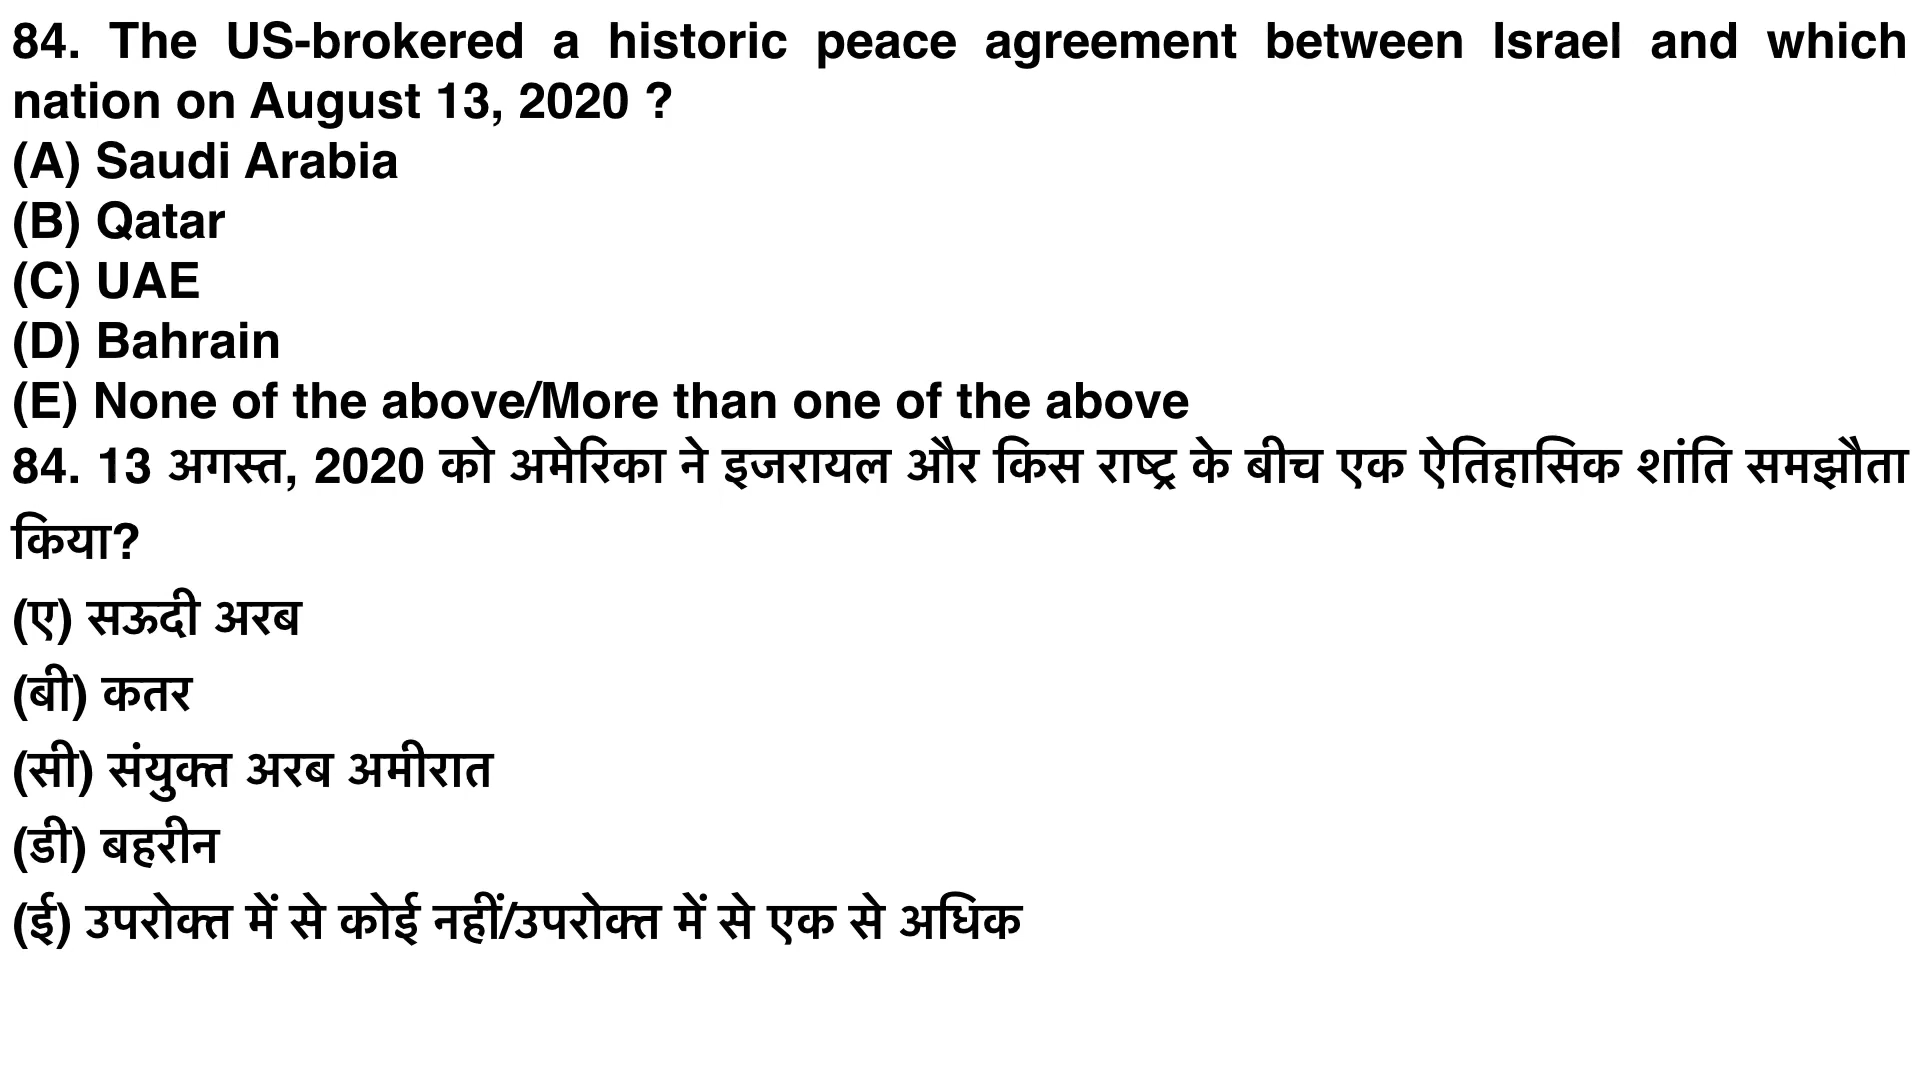 84. The US-brokered a historic peace agreement between Israel and which
nation on August 13, 2020 ?
(A) Saudi Arabia
(B) Qatar
(C) UAE
(D) Bahrain
(E) None of the above/More than one of the above
84. 13 अगस्त, 2020 को अमेरिका ने इजरायल और किस राष्ट्र के बीच एक ऐतिहासिक शांति समझौता
किया?
(ए) सऊदी अरब
(बी) कतर
(सी) संयुक्त अरब अमीरात
(डी) बहरीन
(ई) उपरोक्त में से कोई नहीं/उपरोक्त में से एक से अधिक